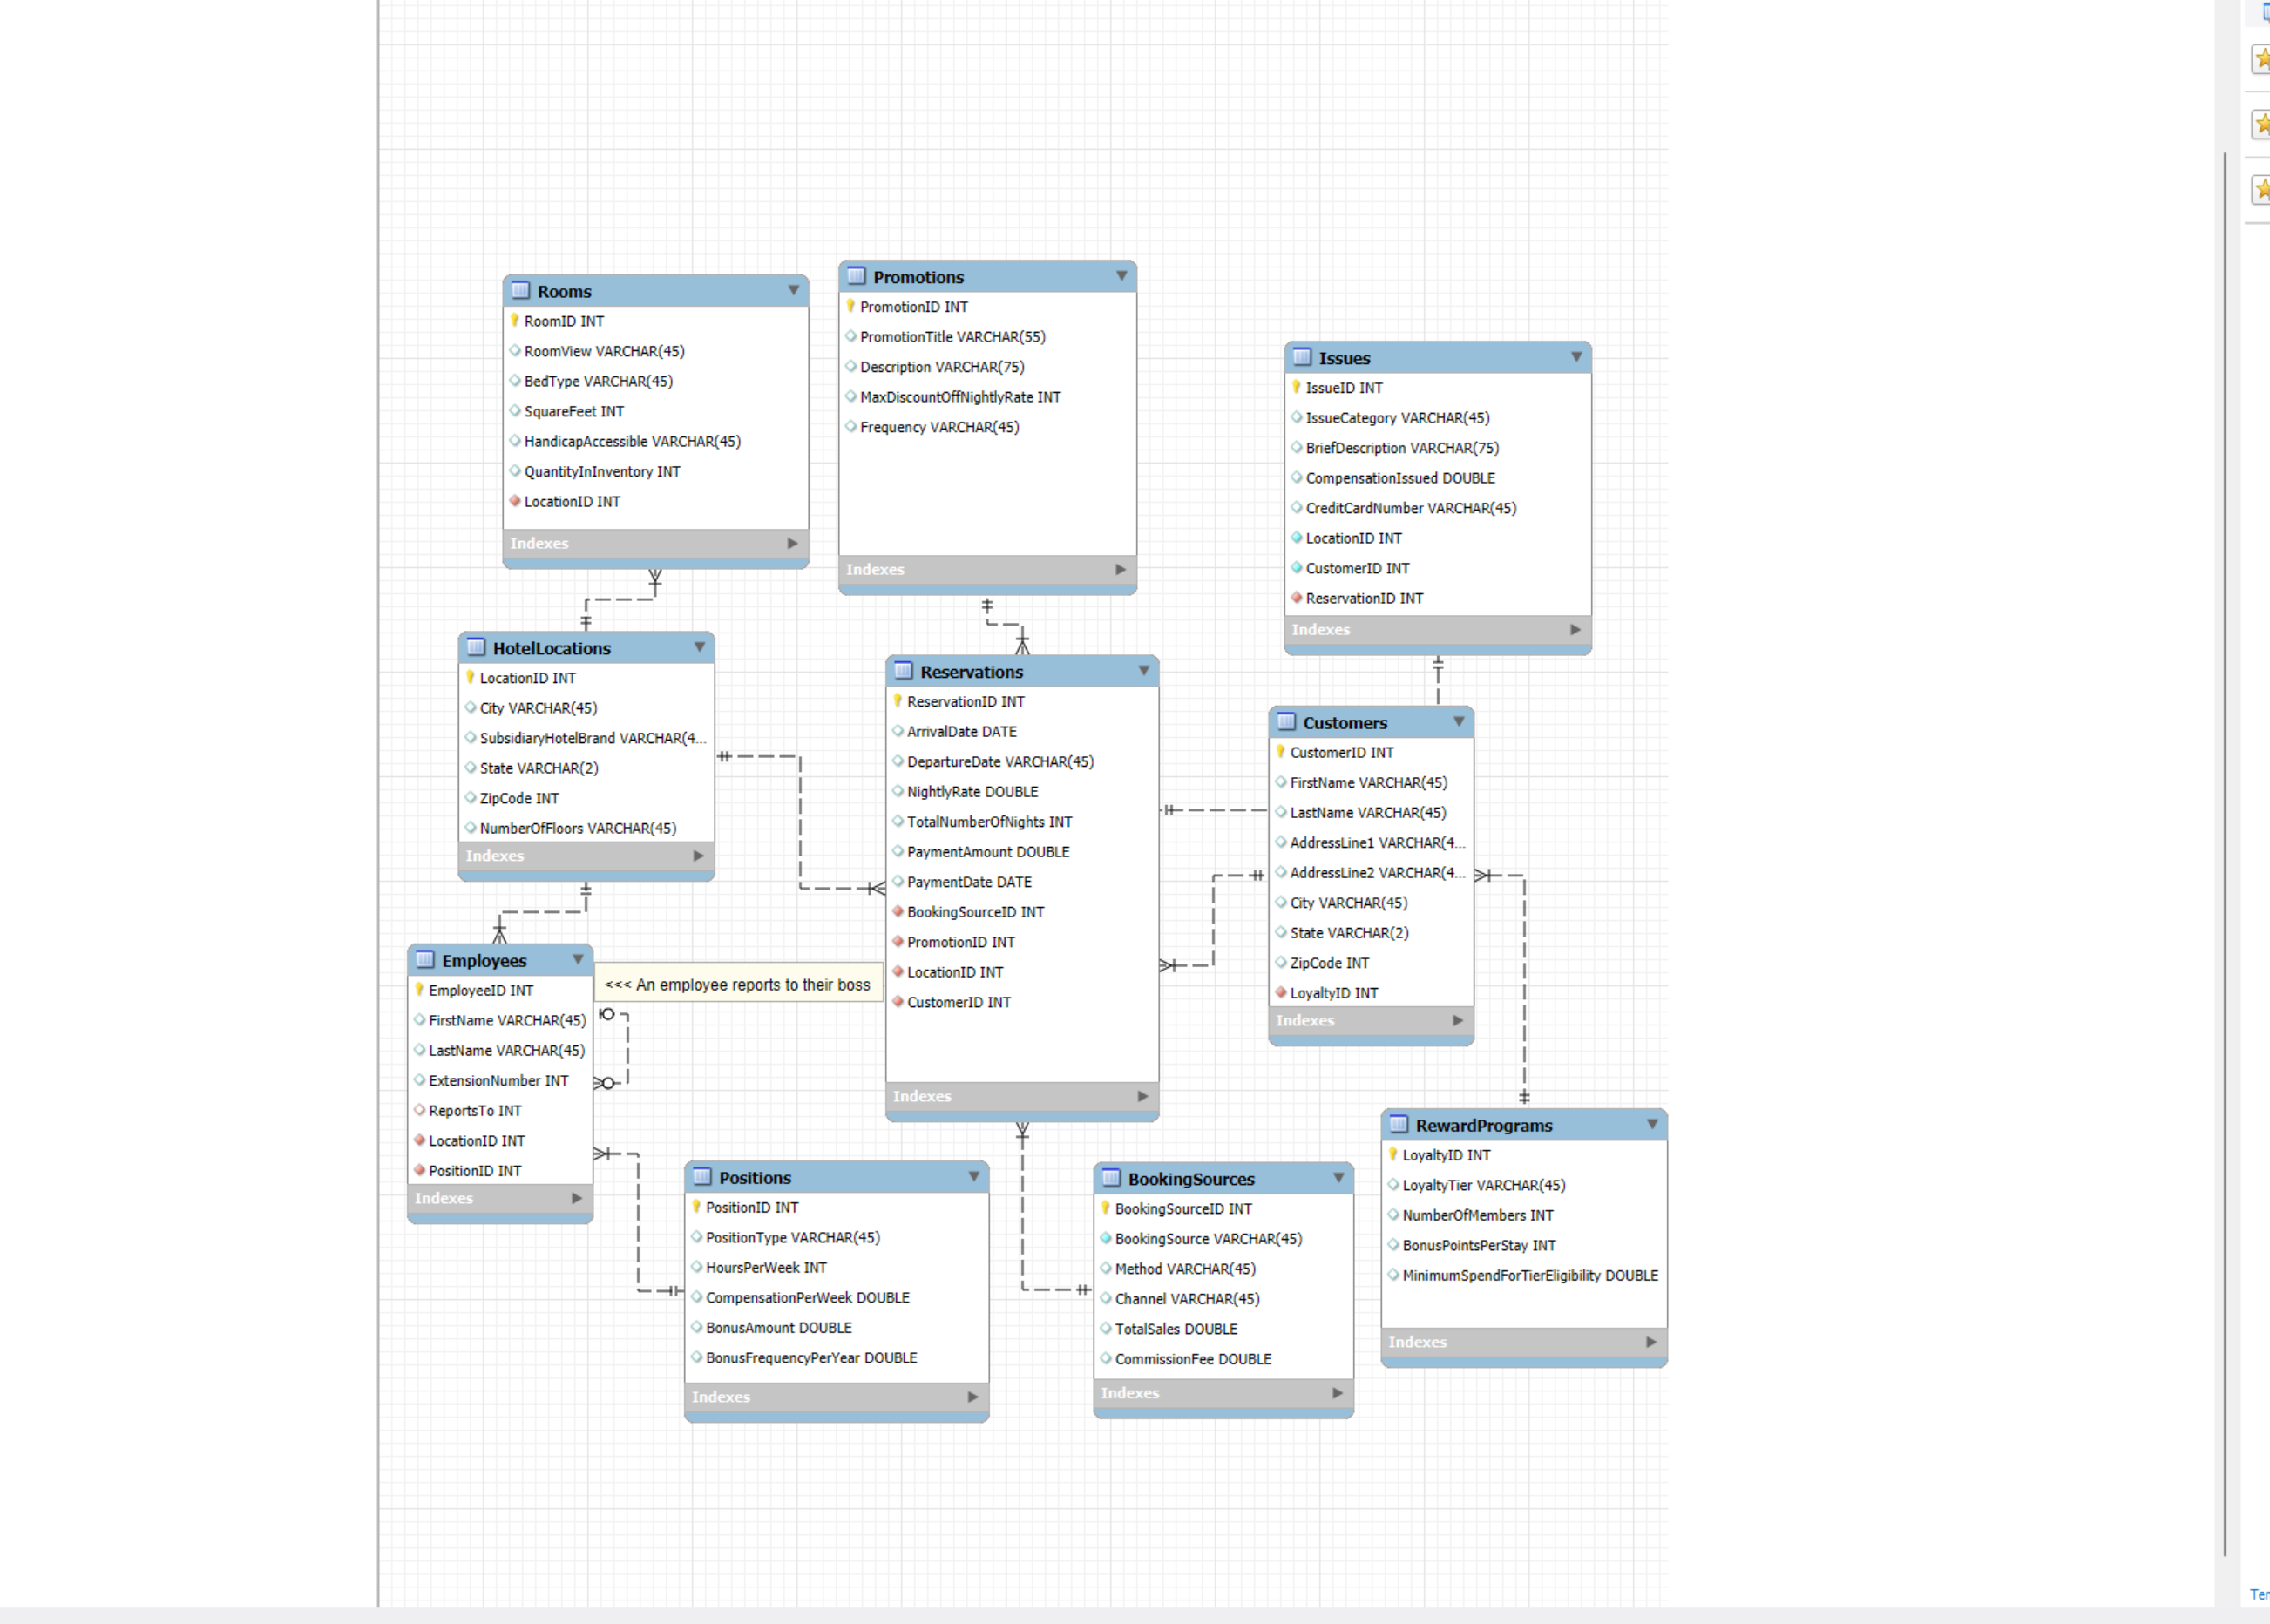 Rooms
RoomID INT
RoomView VARCHAR(45)
BedType VARCHAR(45)
SquareFeet INT
HandicapAccessible VARCHAR(45)
QuantityInInventory INT
LocationID INT
Indexes
Promotions
PromotionID INT
PromotionTitle VARCHAR(55)
Description VARCHAR(75)
MaxDiscountOffNightlyRate INT
Frequency VARCHAR(45)
Indexes
Issues
IssueID INT
IssueCategory VARCHAR(45)
BriefDescription VARCHAR(75)
CompensationIssued DOUBLE
CreditCardNumber VARCHAR(45)
LocationID INT
CustomerID INT
ReservationID INT
Indexes
HotelLocations
LocationID INT
City VARCHAR(45)
SubsidiaryHotelBrand VARCHAR(4...
State VARCHAR(2)
ZipCode INT
NumberOfFloors VARCHAR(45)
Indexes
Reservations
ReservationID INT
ArrivalDate DATE
DepartureDate VARCHAR(45)
NightlyRate DOUBLE
TotalNumberOfNights INT
PaymentAmount DOUBLE
PaymentDate DATE
BookingSourceID INT
PromotionID INT
LocationID INT
CustomerID INT
Indexes
Customers
CustomerID INT
FirstName VARCHAR(45)
LastName VARCHAR(45)
AddressLine1 VARCHAR(4...
AddressLine2 VARCHAR(4...
City VARCHAR(45)
State VARCHAR(2)
ZipCode INT
LoyaltyID INT
Indexes
Employees
EmployeeID INT
FirstName VARCHAR(45)
LastName VARCHAR(45)
ExtensionNumber INT
ReportsTo INT
LocationID INT
PositionID INT
Indexes
<<< An employee reports to their boss
Positions
PositionID INT
PositionType VARCHAR(45)
HoursPerWeek INT
CompensationPerWeek DOUBLE
BonusAmount DOUBLE
BonusFrequencyPerYear DOUBLE
Indexes
BookingSources
BookingSourceID INT
BookingSource VARCHAR(45)
Method VARCHAR(45)
Channel VARCHAR(45)
TotalSales DOUBLE
CommissionFee DOUBLE
Indexes
RewardPrograms
LoyaltyID INT
LoyaltyTier VARCHAR(45)
NumberOfMembers INT
BonusPointsPerStay INT
MinimumSpendForTierEligibility DOUBLE
Indexes